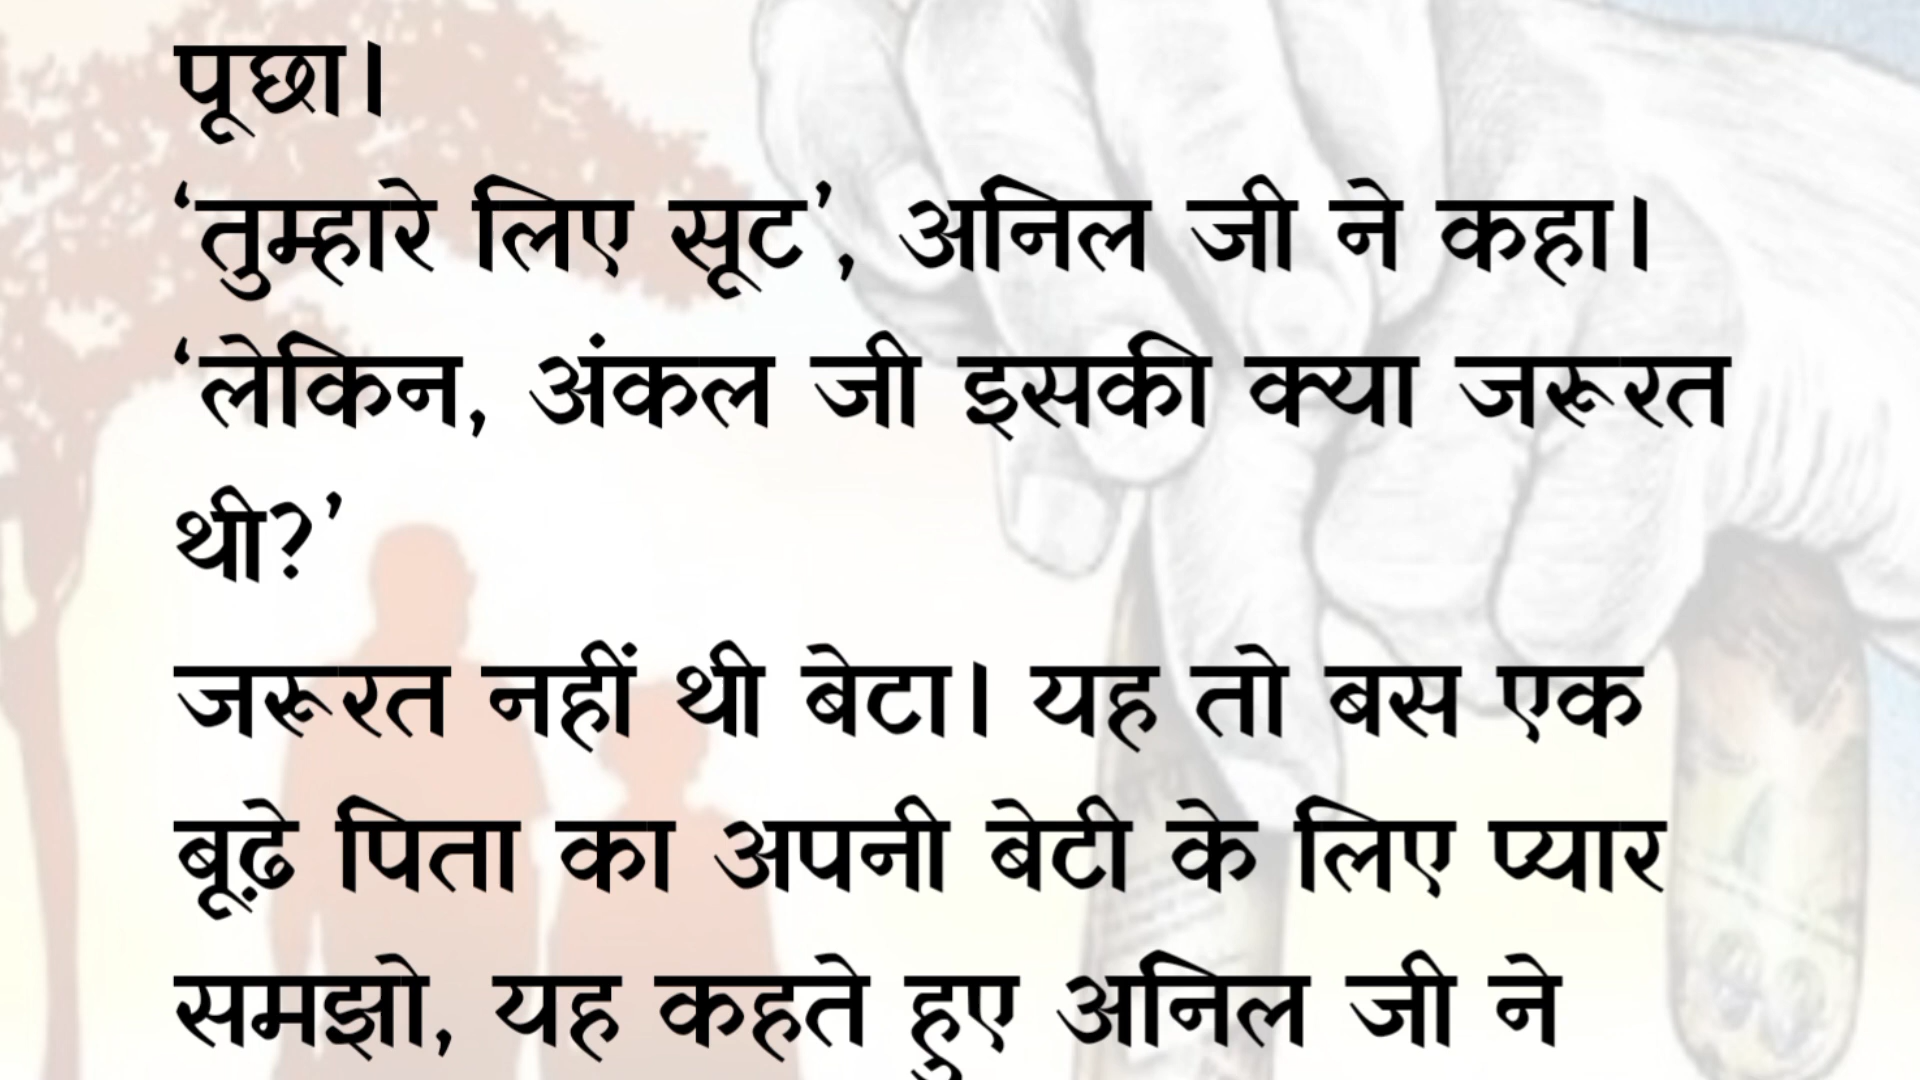 पूछा।
‘तुम्हारे लिए सूट’, अनिल जी ने कहा।
‘लेकिन, अंकल जी इसकी क्या जरूरत
थी?’
जरूरत नहीं थी बेटा। यह तो बस एक
बूढ़े पिता का अपनी बेटी के लिए प्यार
समझो, यह कहते हुए अनिल जी ने